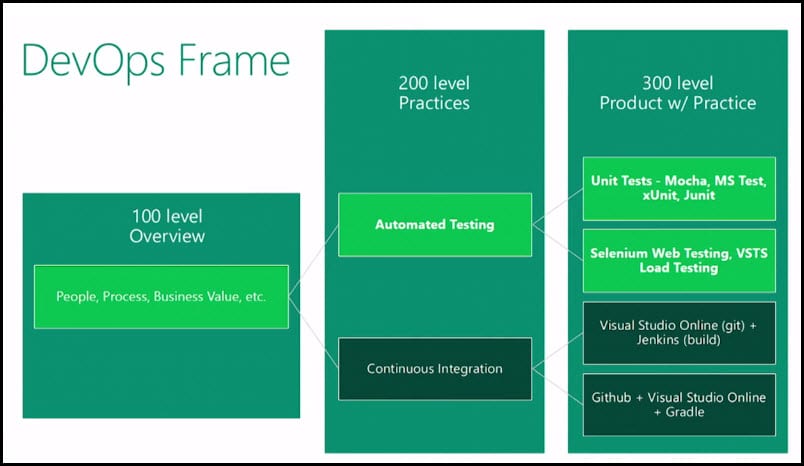 DevOps Frame
100 level
Overview
People, Process, Business Value, etc.
200 level
Practices
Automated Testing
Continuous Integration
300 level
Product w/ Practice
Unit Tests - Mocha, MS Test,
xUnit, Junit
Selenium Web Testing, VSTS
Load Testing
Visual Studio Online (git) +
Jenkins (build)
Github + Visual Studio Online
+ Gradle